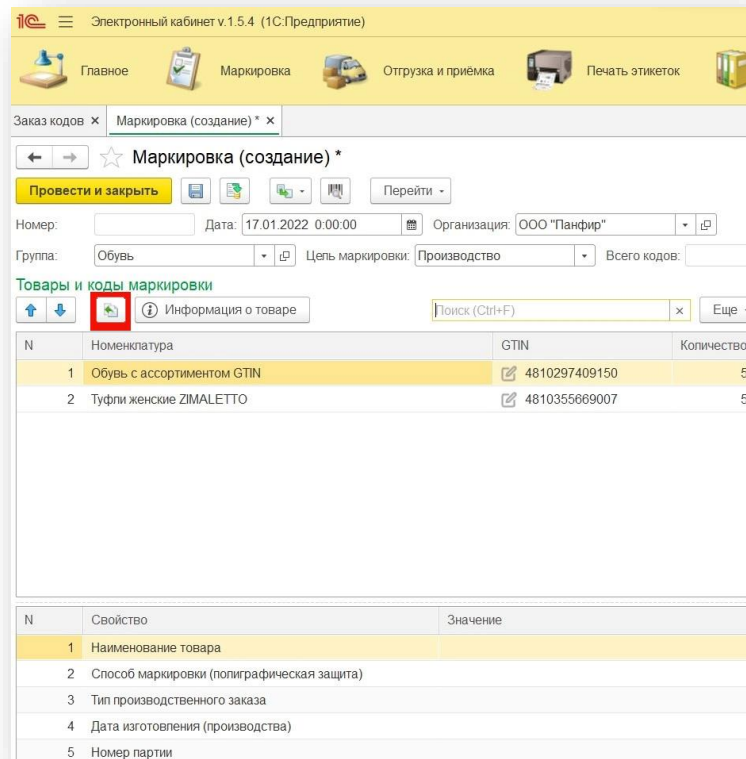 1С Электронный кабинет v.1.5.4 (1С:Предприятие)
Главное Маркировка Отгрузка и приёмка Печать этикеток
Заказ кодов × Маркировка (создание) * ×
Маркировка (создание) *
Провести и закрыть Перейти
Номер: Дата: 17.01.2022 0:00:00 Организация: ООО "Панфир"
Группа: Обувь Цель маркировки: Производство Всего кодов:
Товары и коды маркировки
Информация о товаре Поиск (Ctrl+F) × Еще
N Номенклатура GTIN Количество
1 Обувь с ассортиментом GTIN 4810297409150 5
2 Туфли женские ZIMALETTO 4810355669007 5
N Свойство Значение
1 Наименование товара
2 Способ маркировки (полиграфическая защита)
3 Тип производственного заказа
4 Дата изготовления (производства)
5 Номер партии